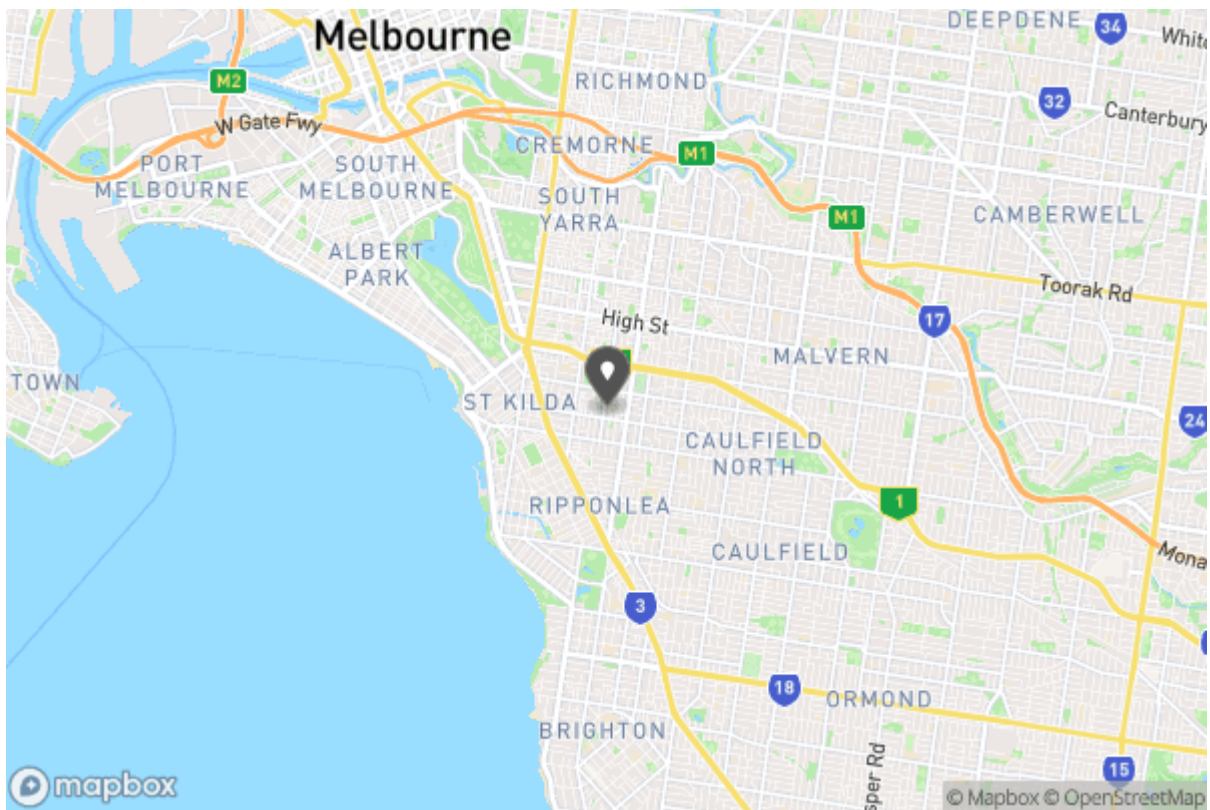 DEEPDENE
34
White
Melbourne
M2
RICHMOND
32
Canterbury
W Gate Fwy
CREMORNE
M1
PORT
MELBOURNE
SOUTH
MELBOURNE
SOUTH
YARRA
M1
CAMBERWELL
ALBERT
PARK
Toorak Rd
High St
17
MALVERN
TOWN
ST KILDA
24
CAULFIELD
NORTH
RIPPONLEA
1
CAULFIELD
Mona
3
18
ORMOND
BRIGHTON
sper Rd
15
mapbox
© Mapbox © OpenStreetMap